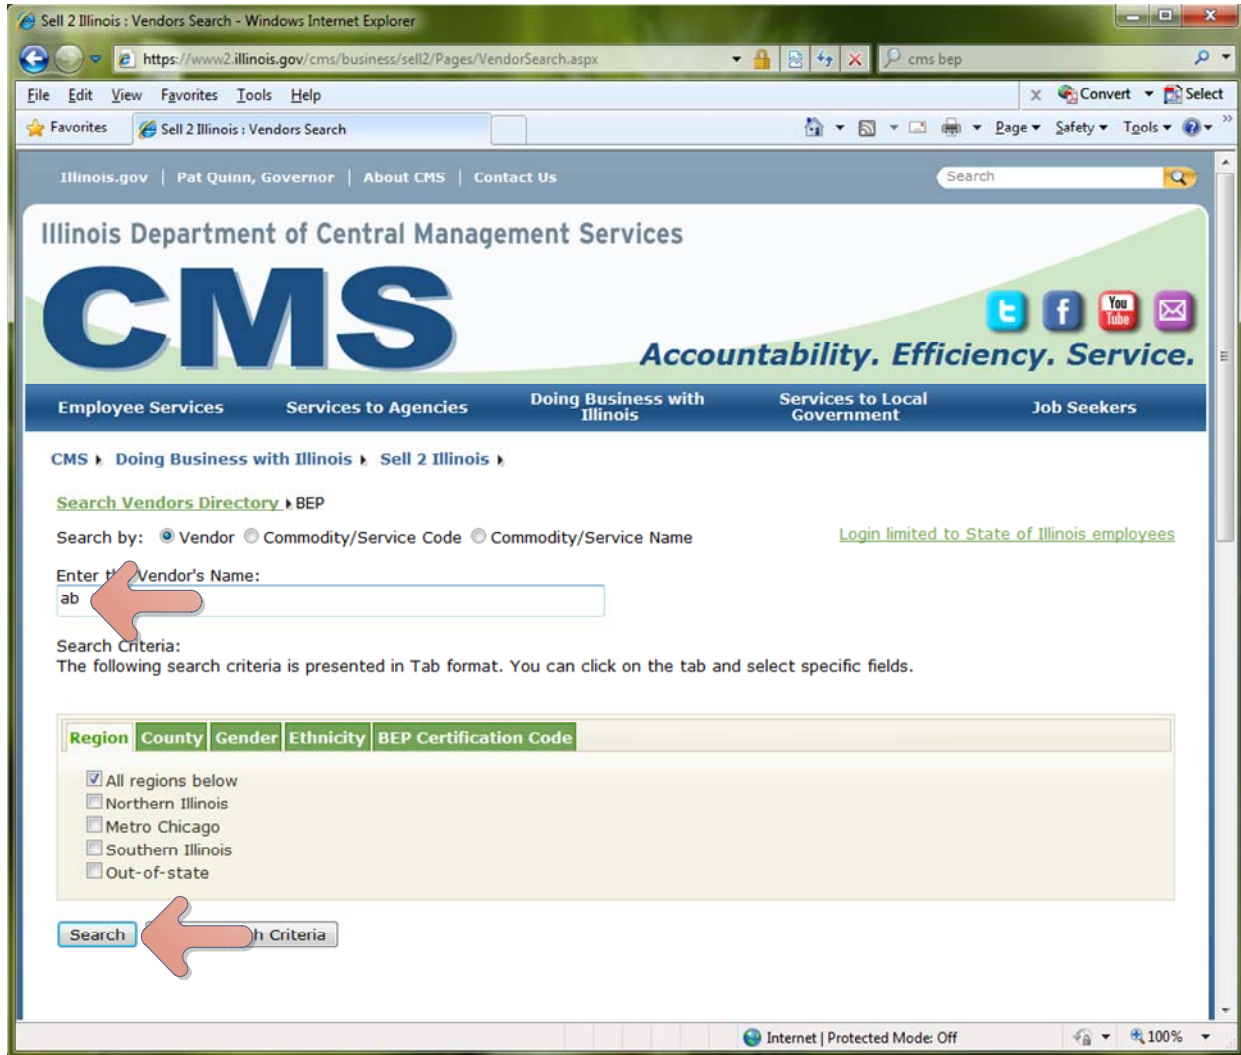 Sell 2 Illinois : Vendors Search - Windows Internet Explorer
https://www2.illinois.gov/cms/business/sell2/Pages/VendorSearch.aspx
cms bep
File Edit View Favorites Tools Help
Convert Select
Favorites Sell 2 Illinois : Vendors Search
Page Safety Tools
Illinois.gov | Pat Quinn, Governor | About CMS | Contact Us
Search
Illinois Department of Central Management Services
CMS
You
Tube
Accountability. Efficiency. Service.
Employee Services Services to Agencies Doing Business with Illinois Services to Local Government Job Seekers
CMS Doing Business with Illinois Sell 2 Illinois
Search Vendors Directory BEP
Search by: Vendor Commodity/Service Code Commodity/Service Name
Login limited to State of Illinois employees
Enter Vendor's Name:
ab
Search Criteria:
The following search criteria is presented in Tab format. You can click on the tab and select specific fields.
Region County Gender Ethnicity BEP Certification Code
All regions below
Northern Illinois
Metro Chicago
Southern Illinois
Out-of-state
Search Criteria
Internet | Protected Mode: Off 100%